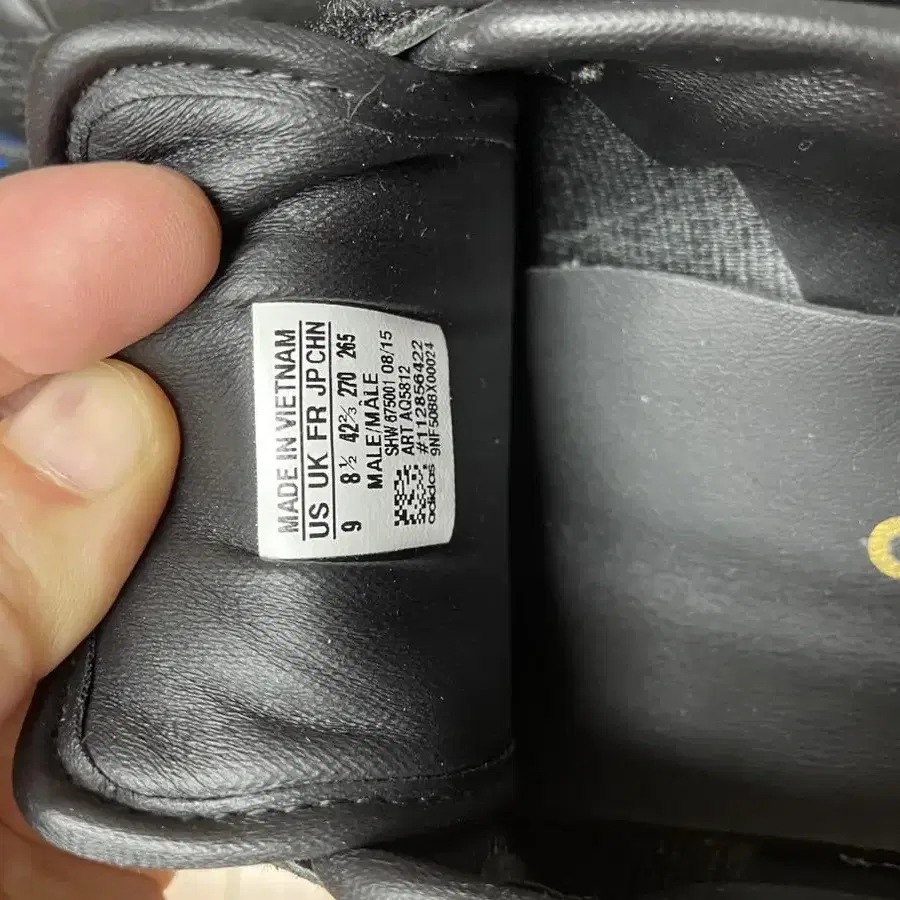 MADE IN VIETNAM
US UK FR JP CHN
9 8½ 42⅔ 270 265
MALE/MÂLE
SHW 675001 08/15
ART AQ5812
#112856422
adidas 9NF5088X00024